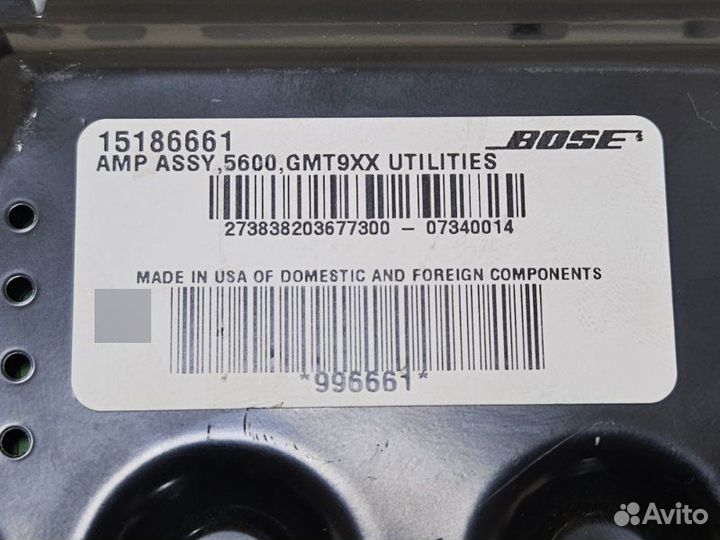 15186661 BOSE
AMP ASSY,5600,GMT9XX UTILITIES
273838203677300 - 07340014
MADE IN USA OF DOMESTIC AND FOREIGN COMPONENTS
*996661*
Avito